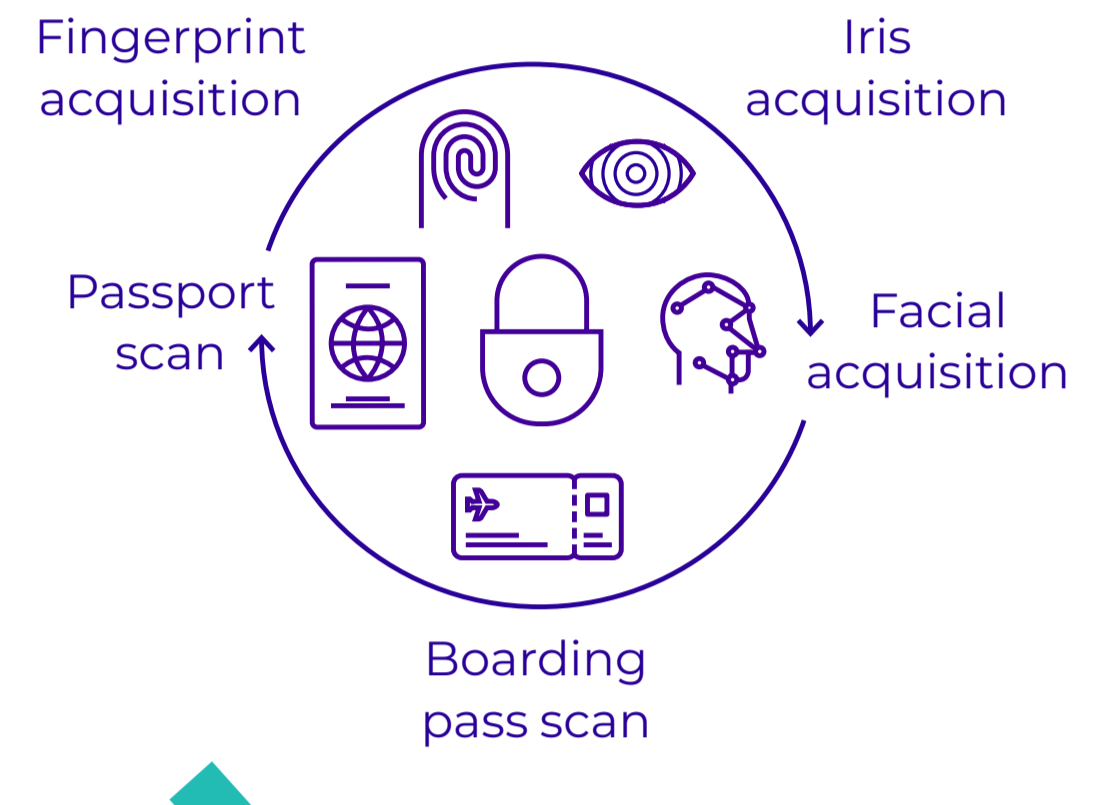 Fingerprint
acquisition
Iris
acquisition
Passport
scan
Facial
acquisition
Boarding
pass scan